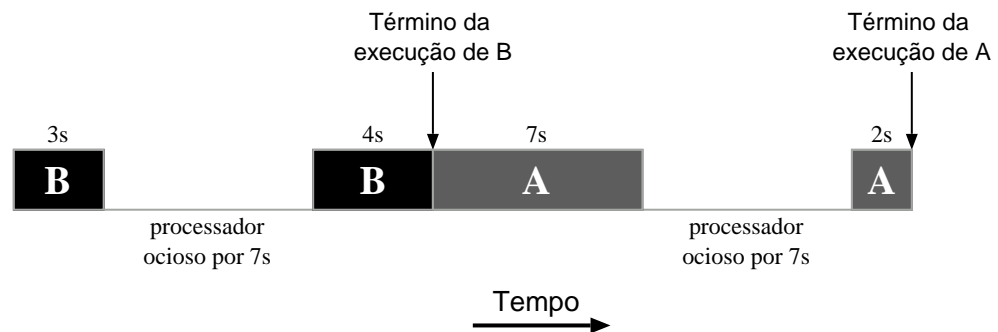 Término da
execução de B
Término da
execução de A
3s
4s
7s
2s
B
B
A
A
processador
ocioso por 7s
processador
ocioso por 7s
Tempo